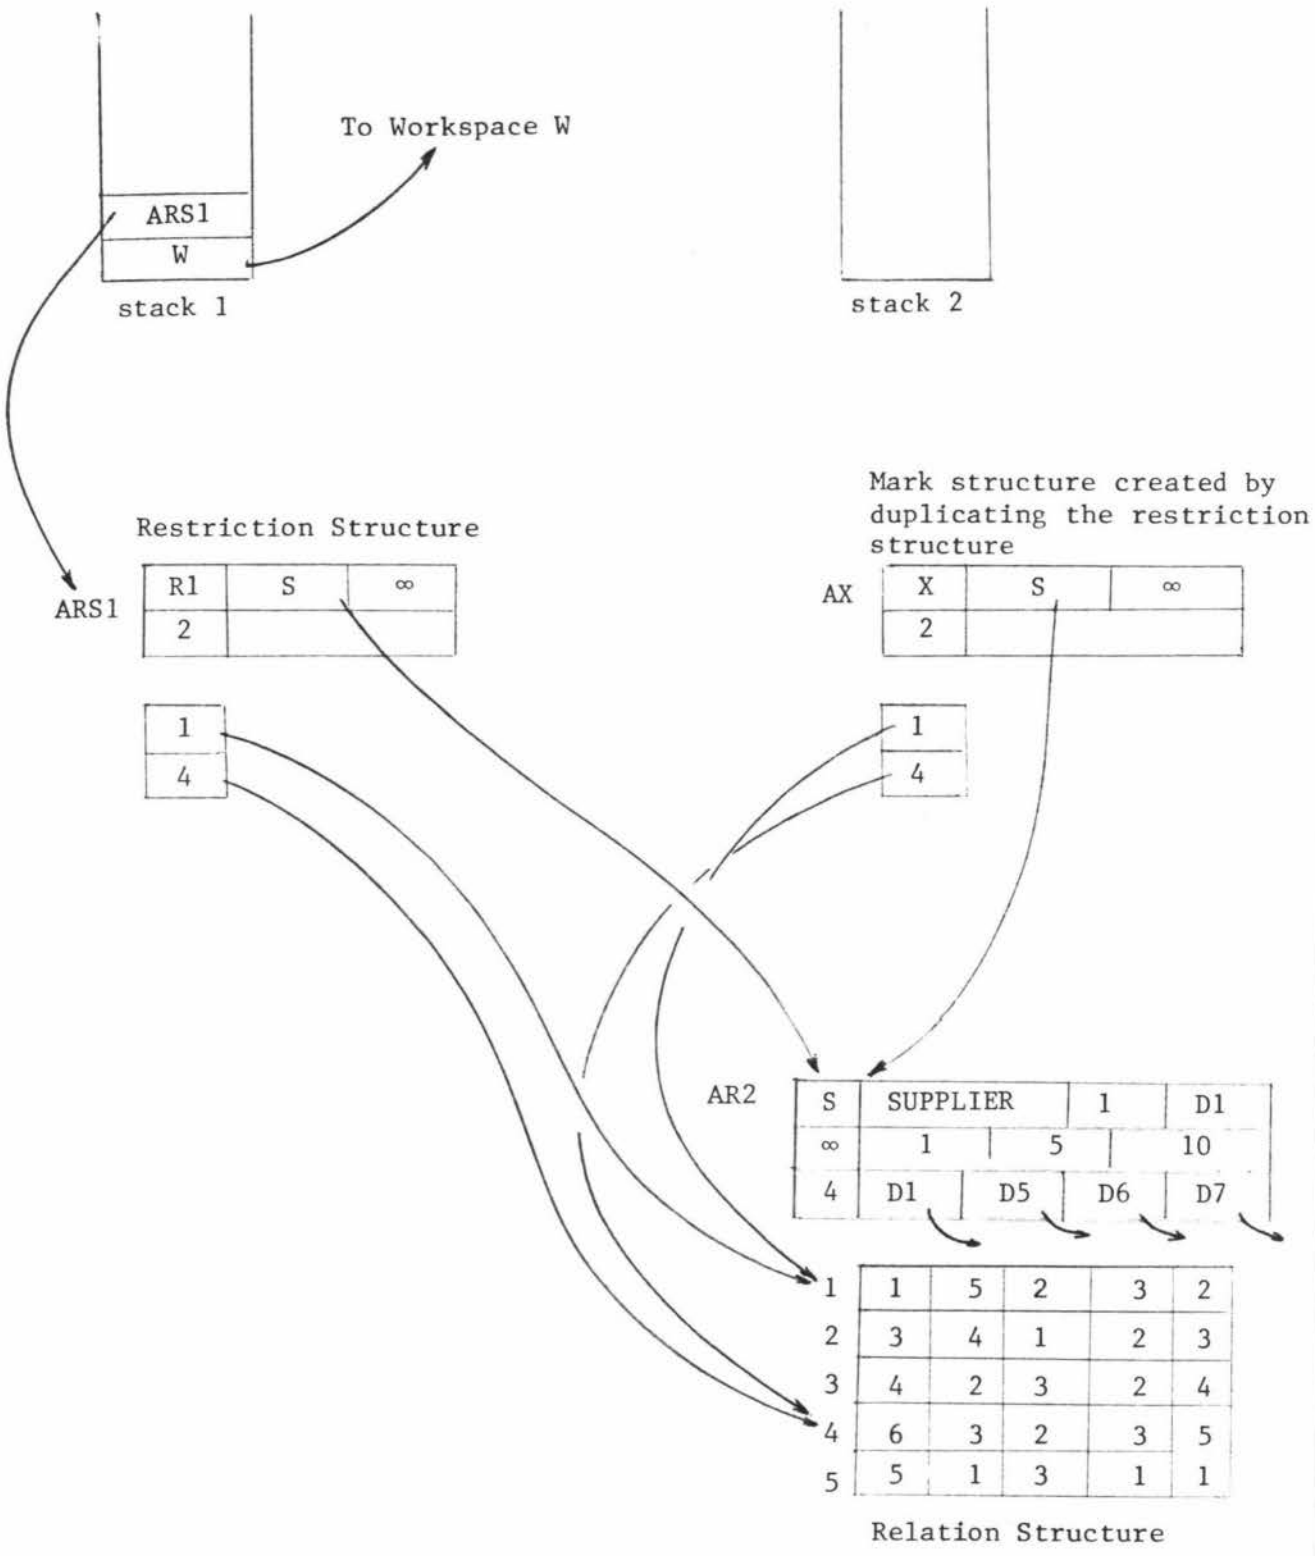 To Workspace W
ARS1
W
stack 1
stack 2
Restriction Structure
ARS1
R1 S ∞
2
1
4
Mark structure created by
duplicating the restriction
structure
AX
X S ∞
2
1
4
AR2
S SUPPLIER 1 D1
∞ 1 5 10
4 D1 D5 D6 D7
1 1 5 2 3 2
2 3 4 1 2 3
3 4 2 3 2 4
4 6 3 2 3 5
5 5 1 3 1 1
Relation Structure